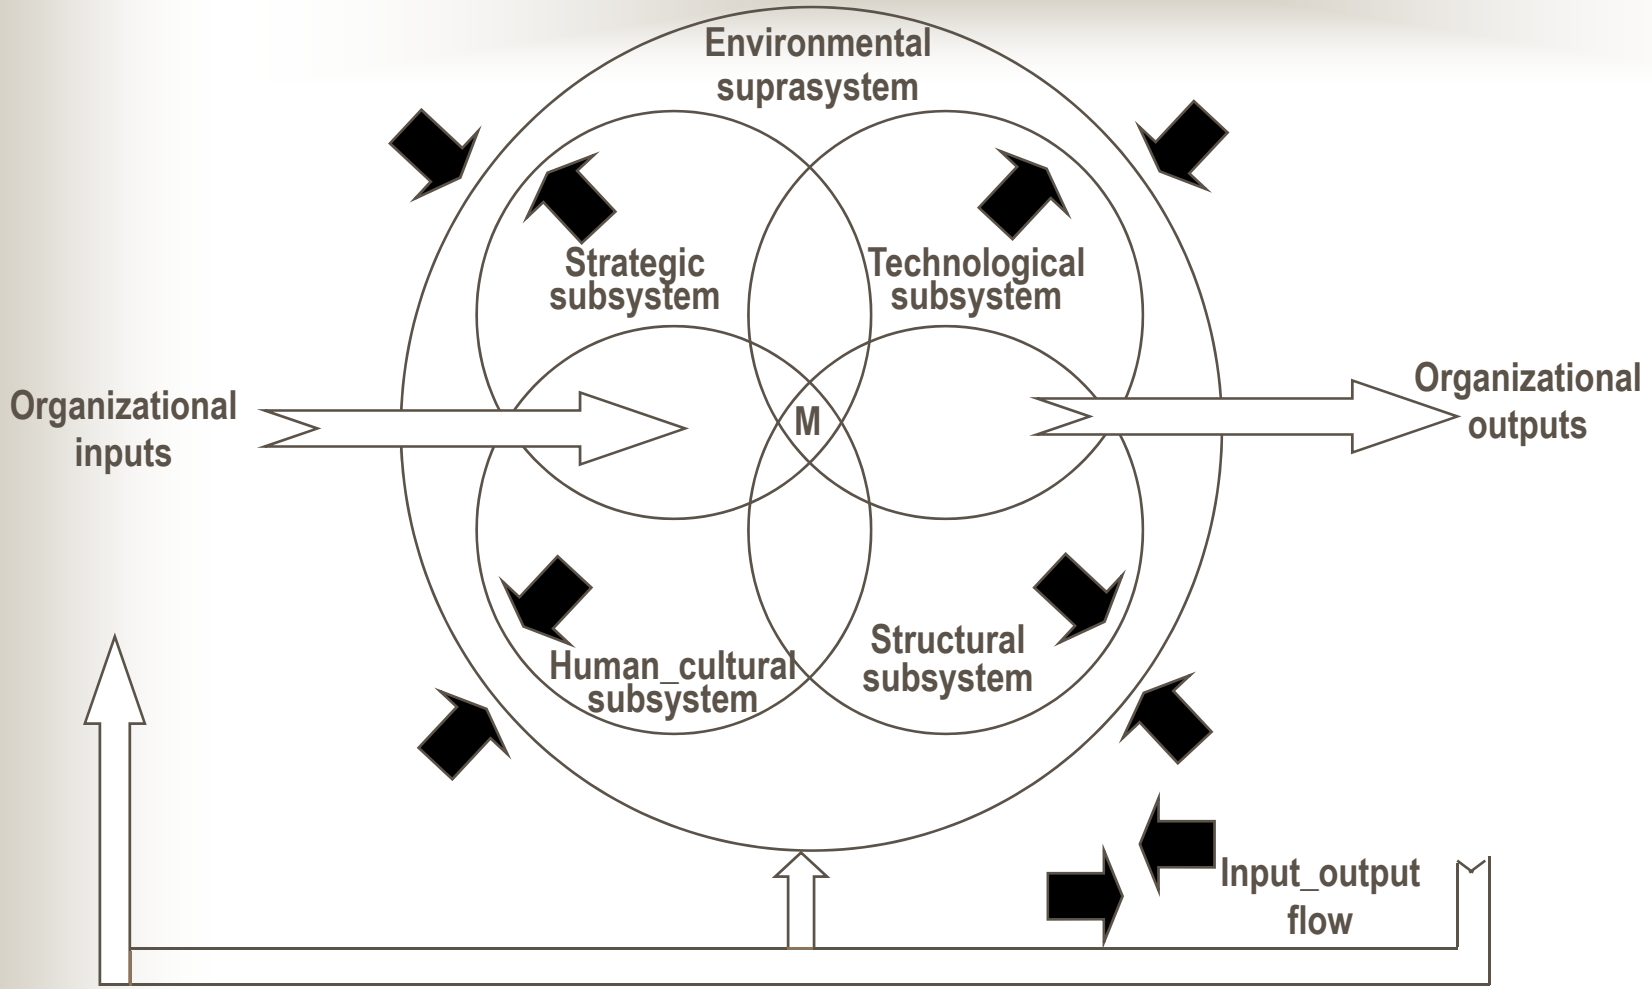 Environmental
suprasystem
Strategic
subsystem
Technological
subsystem
Organizational
inputs
M
Organizational
outputs
Human_cultural
subsystem
Structural
subsystem
Input_output
flow